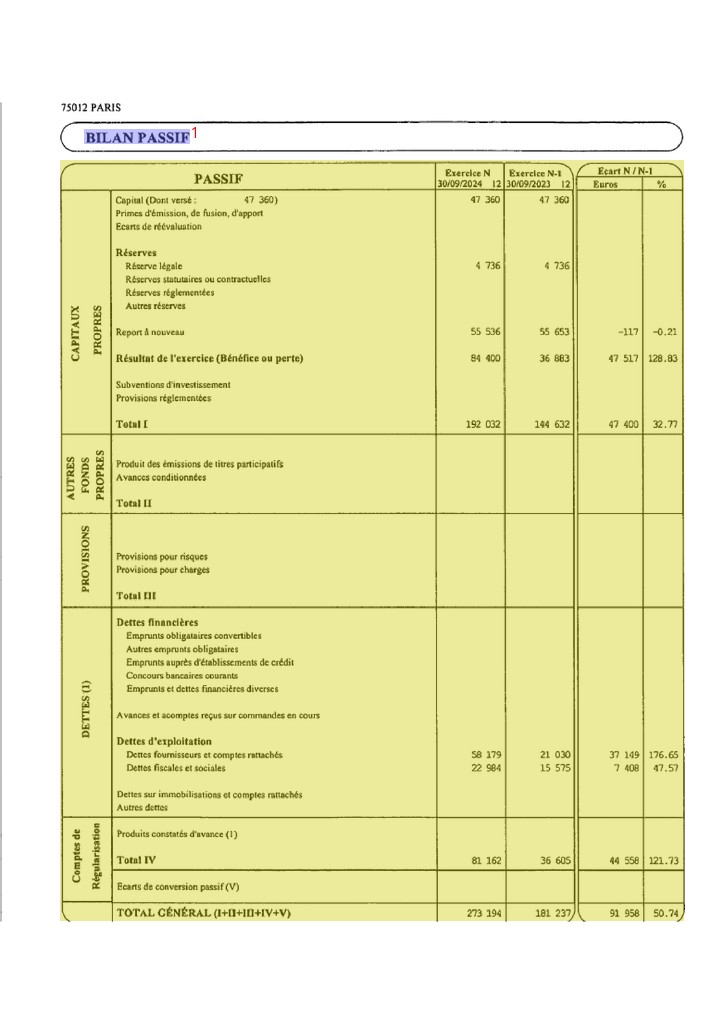 75012 PARIS
BILAN PASSIF 1
PASSIF Exercice N 30/09/2024 12 Exercice N-1 30/09/2023 12 Ecart N / N-1 Euros %
CAPITAUX PROPRES
Capital (Dont versé : 47 360) 47 360 47 360
Primes d'émission, de fusion, d'apport
Ecarts de réévaluation
Réserves
Réserve légale 4 736 4 736
Réserves statutaires ou contractuelles
Réserves réglementées
Autres réserves
Report à nouveau 55 536 55 653 -117 -0.21
Résultat de l'exercice (Bénéfice ou perte) 84 400 36 883 47 517 128.83
Subventions d'investissement
Provisions réglementées
Total I 192 032 144 632 47 400 32.77
AUTRES FONDS PROPRES
Produit des émissions de titres participatifs
Avances conditionnées
Total II
PROVISIONS
Provisions pour risques
Provisions pour charges
Total III
DETTES (1)
Dettes financières
Emprunts obligataires convertibles
Autres emprunts obligataires
Emprunts auprès d'établissements de crédit
Concours bancaires courants
Emprunts et dettes financières diverses
Avances et acomptes reçus sur commandes en cours
Dettes d'exploitation
Dettes fournisseurs et comptes rattachés 58 179 21 030 37 149 176.65
Dettes fiscales et sociales 22 984 15 575 7 408 47.57
Dettes sur immobilisations et comptes rattachés
Autres dettes
Comptes de Régularisation
Produits constatés d'avance (1)
Total IV 81 162 36 605 44 558 121.73
Ecarts de conversion passif (V)
TOTAL GÉNÉRAL (I+II+III+IV+V) 273 194 181 237 91 958 50.74